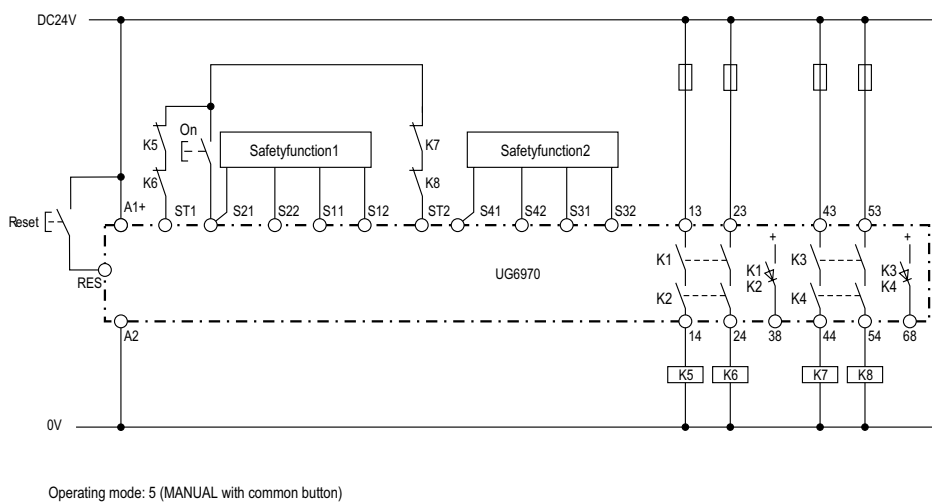 DC24V
On
K5
K6
K7
K8
Safetyfunction1
Safetyfunction2
Reset
A1+
ST1
S21
S22
S11
S12
ST2
S41
S42
S31
S32
13
23
43
53
RES
UG6970
K1
K2
K1
K2
+
K3
K4
K3
K4
+
A2
14
24
38
44
54
68
K5
K6
K7
K8
0V
Operating mode: 5 (MANUAL with common button)